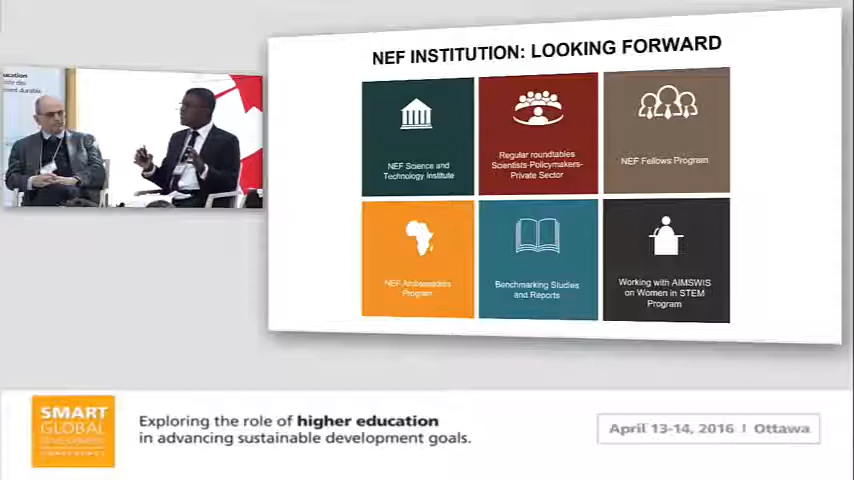 NEF INSTITUTION: LOOKING FORWARD
NEF Science and
Technology Institute
Regular roundtables
Scientists-Policymakers-
Private Sector
NEF Fellows Program
NEF Ambassadors
Program
Benchmarking Studies
and Reports
Working with AIMSWIS
on Women in STEM
Program
SMART
GLOBAL
DEVELOPMENT
CONFERENCE
Exploring the role of higher education
in advancing sustainable development goals.
April 13-14, 2016 | Ottawa